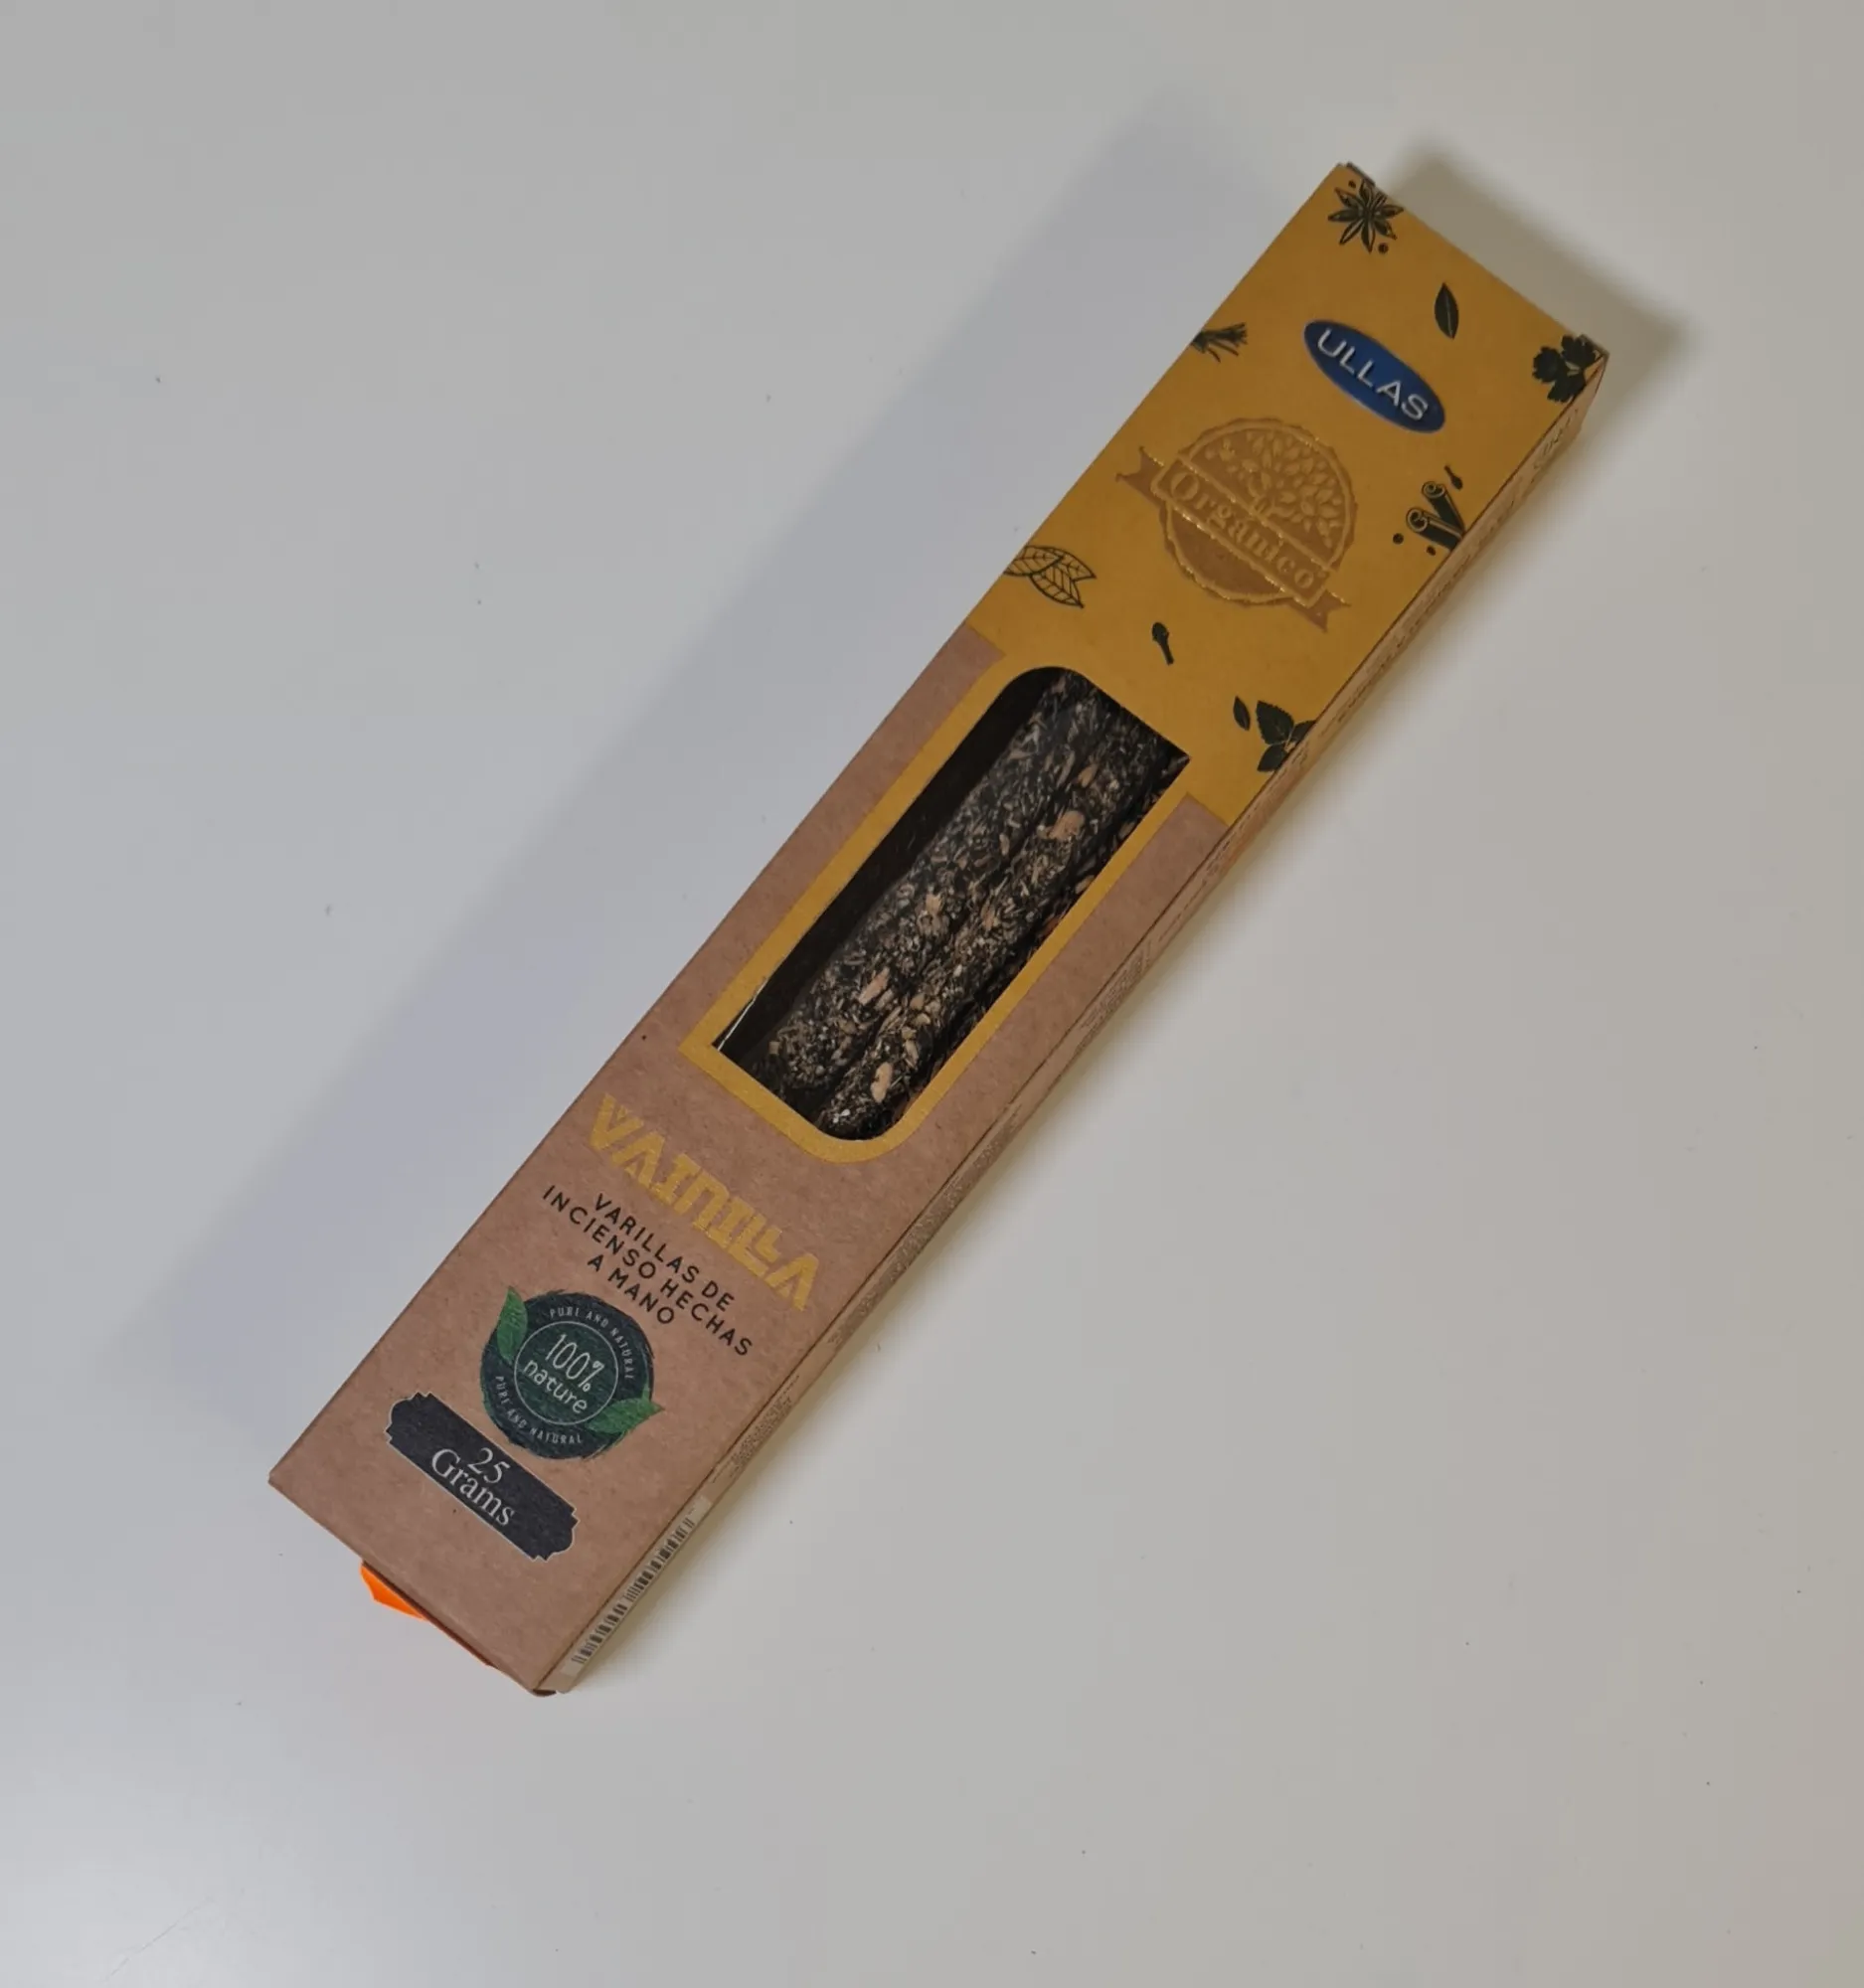 ULLAS
Orgánico
VAINILLA
VARILLAS DE
INCIENSO HECHAS
A MANO
PURE AND NATURAL
100%
nature
PURE AND NATURAL
25
Grams